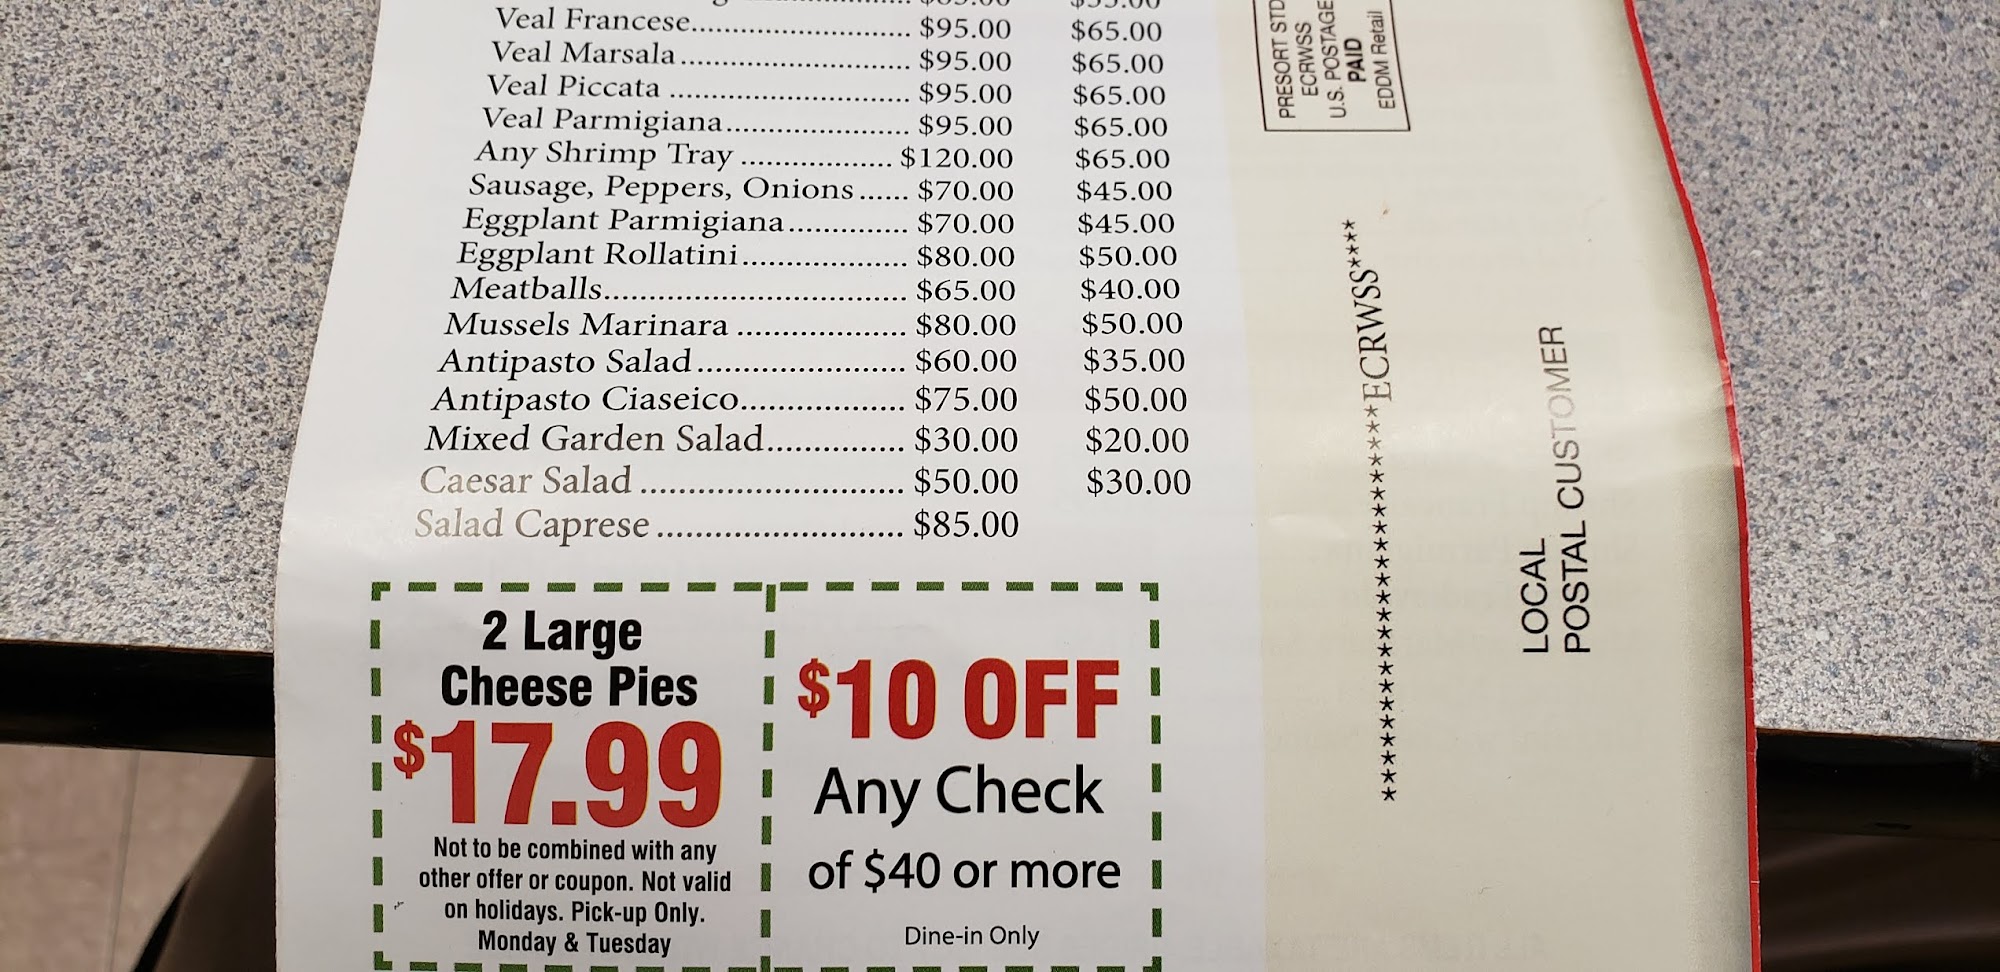 Veal Francese........................... $95.00 $65.00
Veal Marsala............................. $95.00 $65.00
Veal Piccata .............................. $95.00 $65.00
Veal Parmigiana....................... $95.00 $65.00
Any Shrimp Tray .................. $120.00 $65.00
Sausage, Peppers, Onions ...... $70.00 $45.00
Eggplant Parmigiana.............. $70.00 $45.00
Eggplant Rollatini.................... $80.00 $50.00
Meatballs.................................... $65.00 $40.00
Mussels Marinara .................... $80.00 $50.00
Antipasto Salad......................... $60.00 $35.00
Antipasto Ciaseico.................... $75.00 $50.00
Mixed Garden Salad................. $30.00 $20.00
Caesar Salad .............................. $50.00 $30.00
Salad Caprese ............................ $85.00
2 Large
Cheese Pies
$17.99
Not to be combined with any
other offer or coupon. Not valid
on holidays. Pick-up Only.
Monday & Tuesday
$10 OFF
Any Check
of $40 or more
Dine-in Only
PRESORT STD
ECRWSS
U.S. POSTAGE
PAID
EDDM Retail
*********************ECRWSS****
LOCAL
POSTAL CUSTOMER